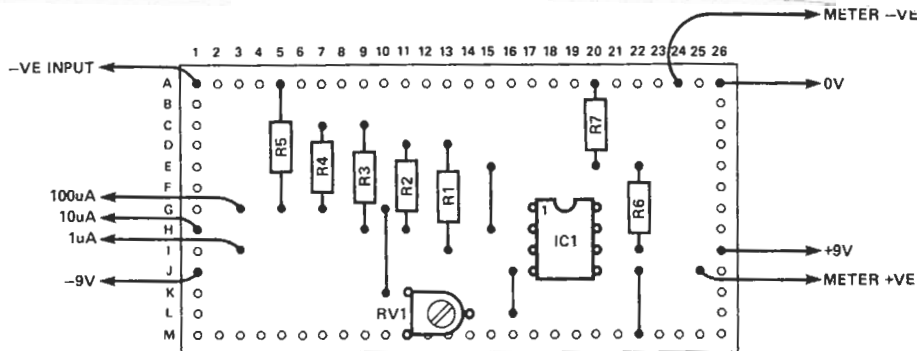 METER –VE
1 2 3 4 5 6 7 8 9 10 11 12 13 14 15 16 17 18 19 20 21 22 23 24 25 26
–VE INPUT
0V
A
B
C
D
E
F
G
H
I
J
K
L
M
R5
R4
R3
R2
R1
R7
R6
1
IC1
RV1
100uA
10uA
1uA
–9V
+9V
METER +VE